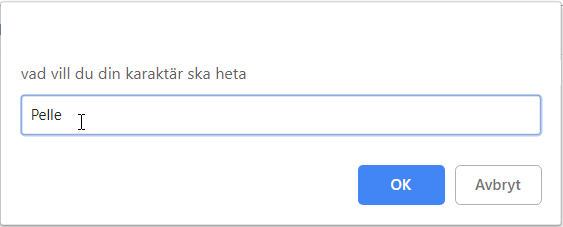 vad vill du din karaktär ska heta
Pelle
OK Avbryt